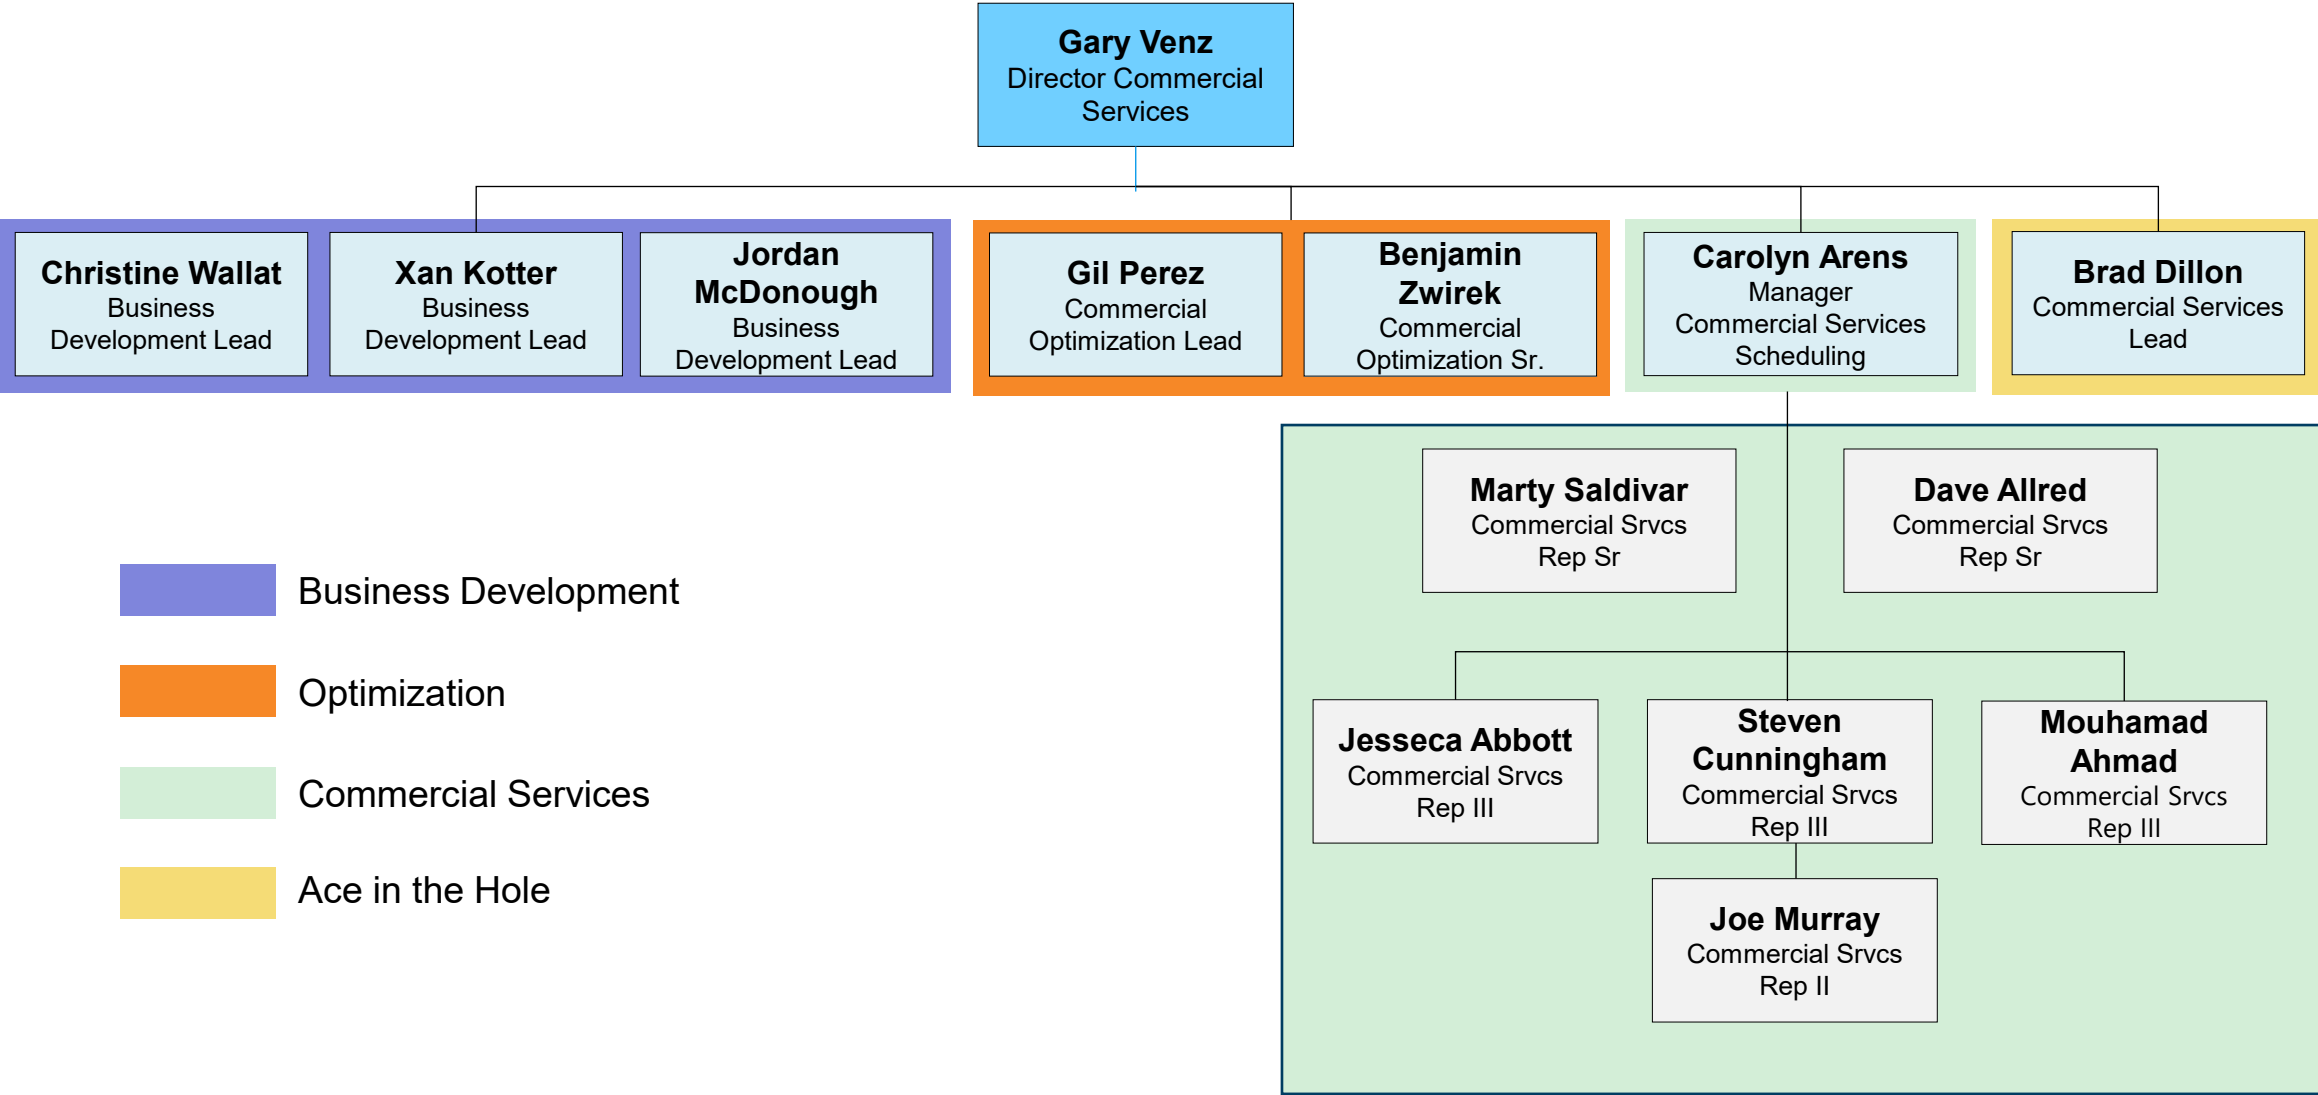 Gary Venz
Director Commercial
Services
Christine Wallat
Business
Development Lead
Xan Kotter
Business
Development Lead
Jordan
McDonough
Business
Development Lead
Gil Perez
Commercial
Optimization Lead
Benjamin
Zwirek
Commercial
Optimization Sr.
Carolyn Arens
Manager
Commercial Services
Scheduling
Brad Dillon
Commercial Services
Lead
Marty Saldivar
Commercial Srvcs
Rep Sr
Dave Allred
Commercial Srvcs
Rep Sr
Jesseca Abbott
Commercial Srvcs
Rep III
Steven
Cunningham
Commercial Srvcs
Rep III
Mouhamad
Ahmad
Commercial Srvcs
Rep III
Joe Murray
Commercial Srvcs
Rep II
Business Development
Optimization
Commercial Services
Ace in the Hole